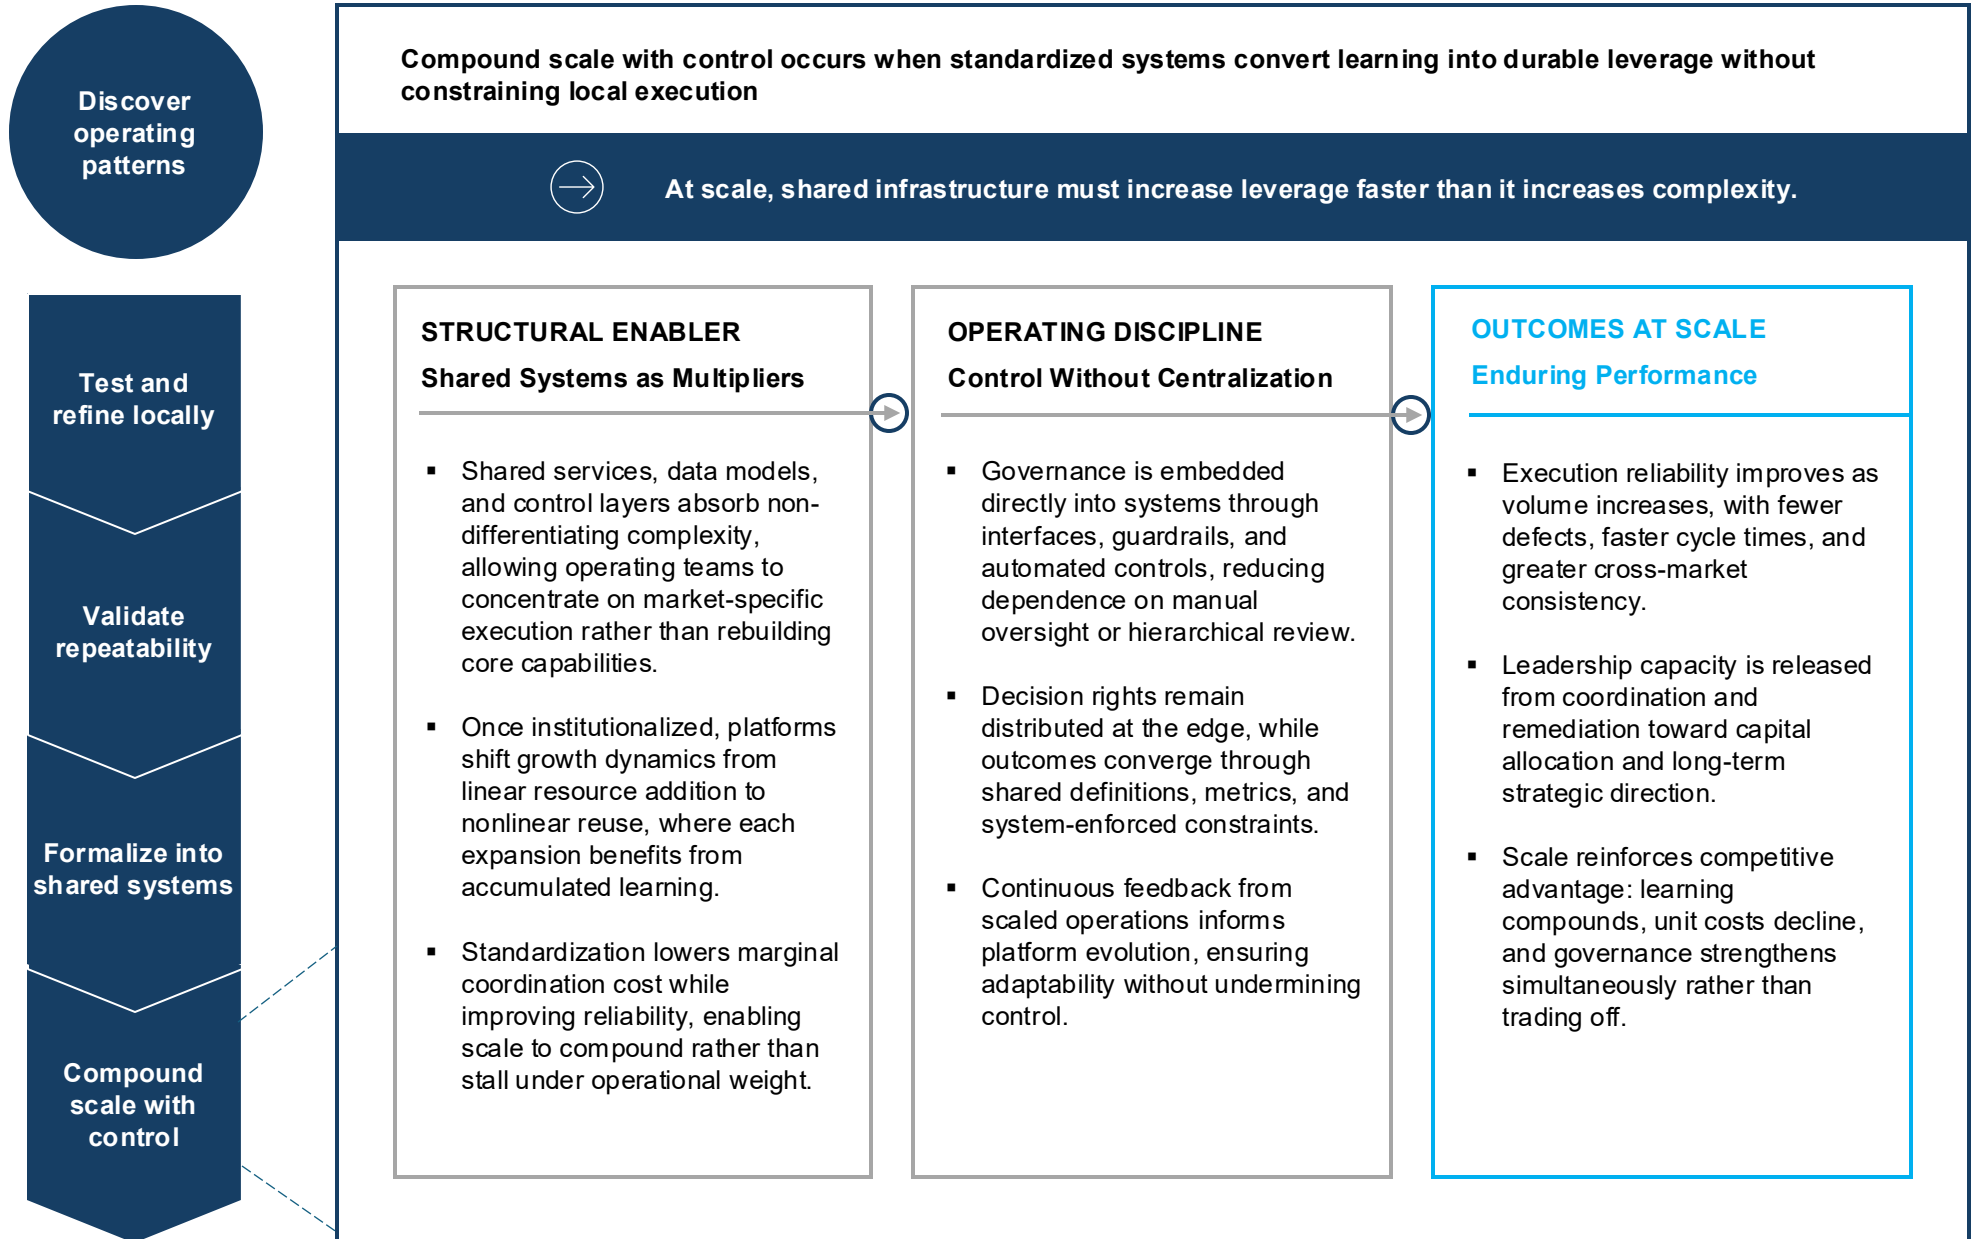 Discover
operating
patterns
Test and
refine locally
Validate
repeatability
Formalize into
shared systems
Compound
scale with
control
Compound scale with control occurs when standardized systems convert learning into durable leverage without
constraining local execution
At scale, shared infrastructure must increase leverage faster than it increases complexity.
STRUCTURAL ENABLER
Shared Systems as Multipliers
▪ Shared services, data models,
and control layers absorb non-
differentiating complexity,
allowing operating teams to
concentrate on market-specific
execution rather than rebuilding
core capabilities.
▪ Once institutionalized, platforms
shift growth dynamics from
linear resource addition to
nonlinear reuse, where each
expansion benefits from
accumulated learning.
▪ Standardization lowers marginal
coordination cost while
improving reliability, enabling
scale to compound rather than
stall under operational weight.
OPERATING DISCIPLINE
Control Without Centralization
▪ Governance is embedded
directly into systems through
interfaces, guardrails, and
automated controls, reducing
dependence on manual
oversight or hierarchical review.
▪ Decision rights remain
distributed at the edge, while
outcomes converge through
shared definitions, metrics, and
system-enforced constraints.
▪ Continuous feedback from
scaled operations informs
platform evolution, ensuring
adaptability without undermining
control.
OUTCOMES AT SCALE
Enduring Performance
▪ Execution reliability improves as
volume increases, with fewer
defects, faster cycle times, and
greater cross-market
consistency.
▪ Leadership capacity is released
from coordination and
remediation toward capital
allocation and long-term
strategic direction.
▪ Scale reinforces competitive
advantage: learning
compounds, unit costs decline,
and governance strengthens
simultaneously rather than
trading off.